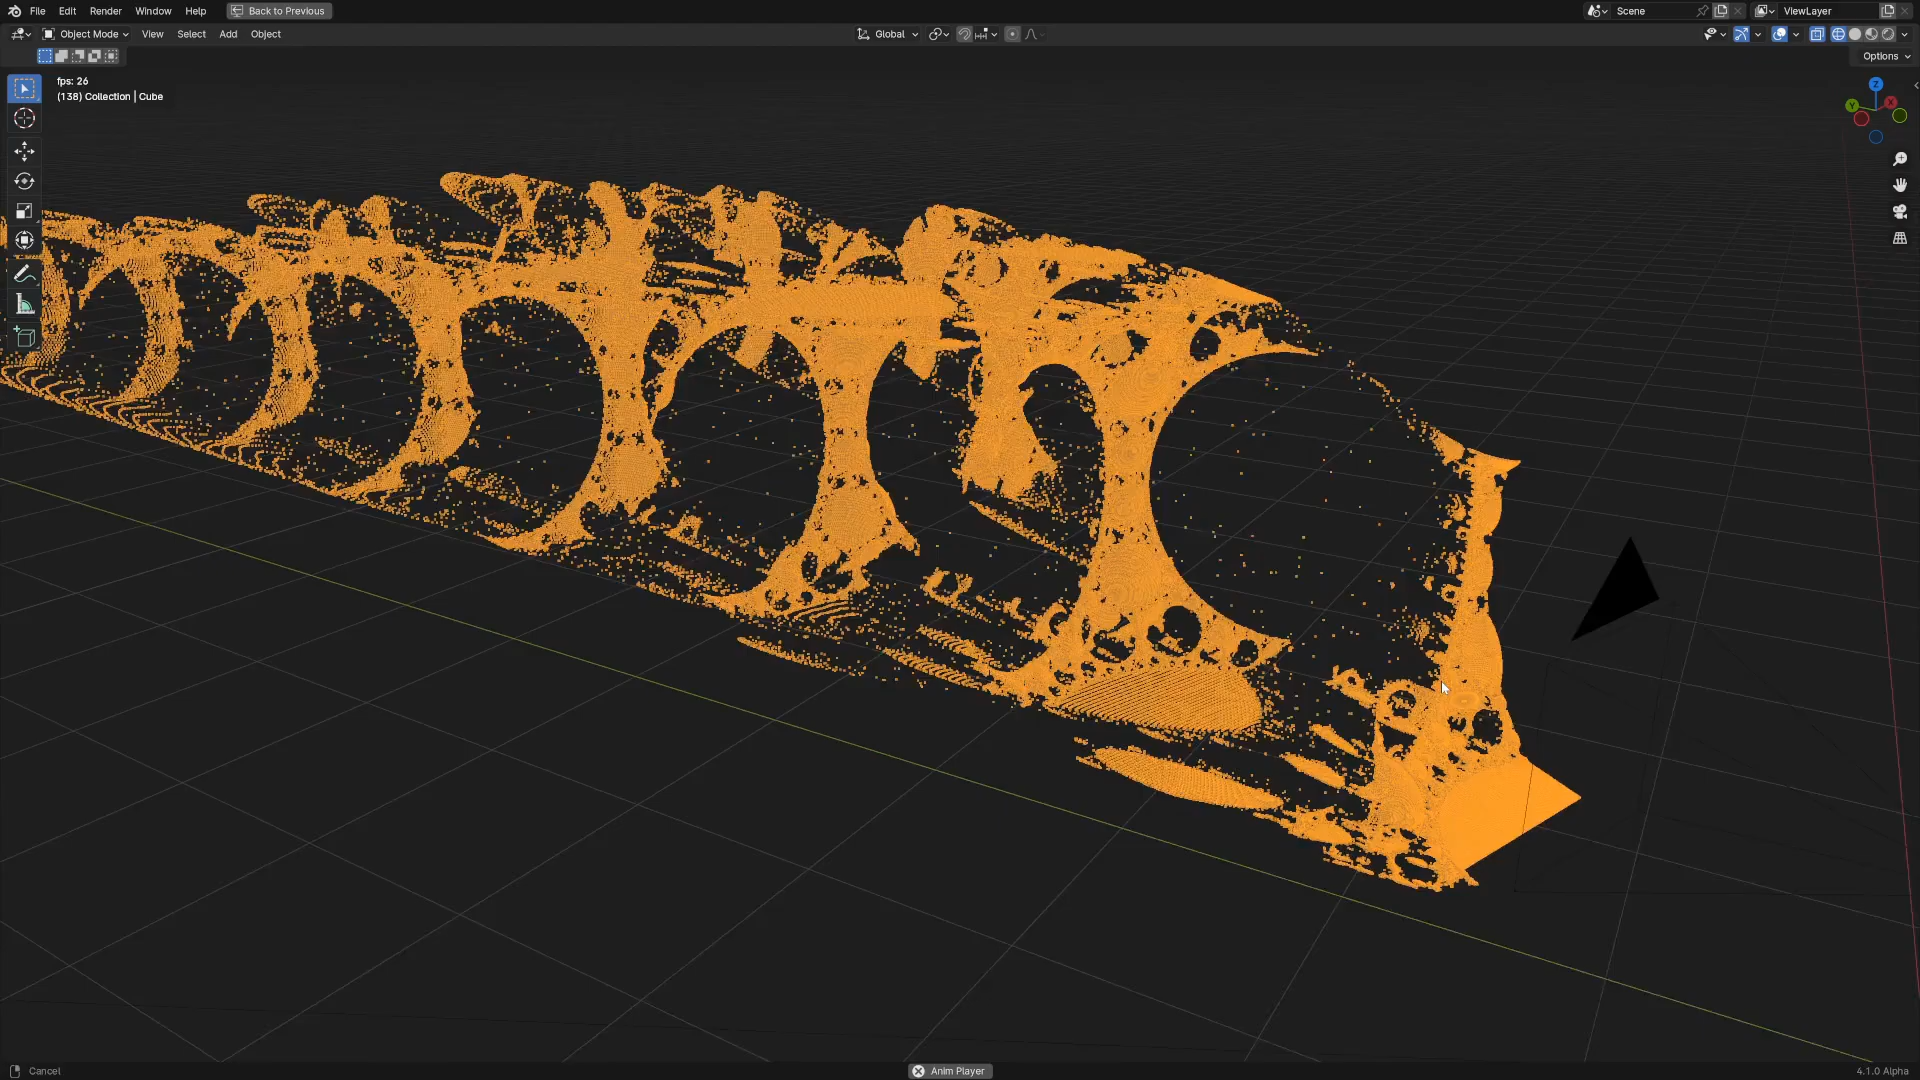 File Edit Render Window Help Back to Previous Scene ViewLayer
Object Mode View Select Add Object Global
Options
fps: 26
(138) Collection | Cube
Z
Y
X
Cancel Anim Player 4.1.0 Alpha